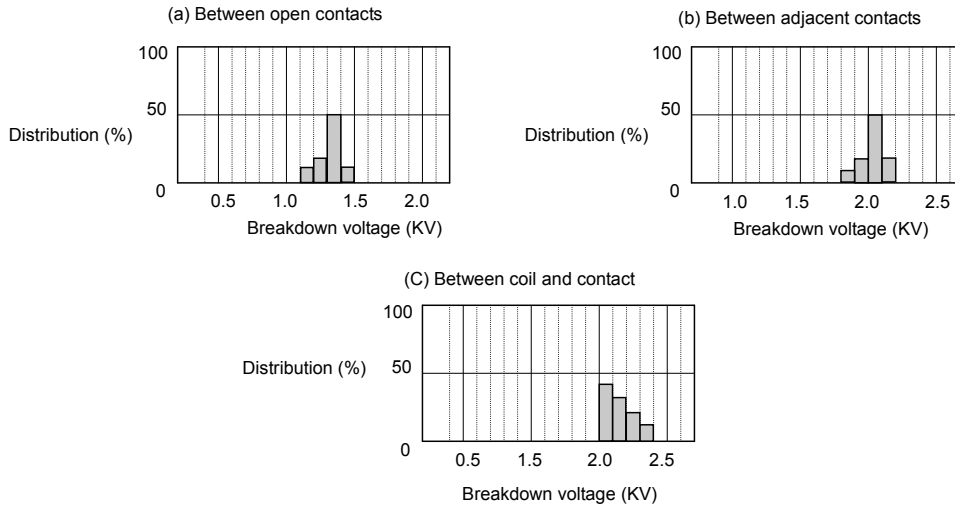 (a) Between open contacts
100
50
0
Distribution (%)
0.5 1.0 1.5 2.0
Breakdown voltage (KV)
(b) Between adjacent contacts
100
50
0
Distribution (%)
1.0 1.5 2.0 2.5
Breakdown voltage (KV)
(C) Between coil and contact
100
50
0
Distribution (%)
0.5 1.5 2.0 2.5
Breakdown voltage (KV)